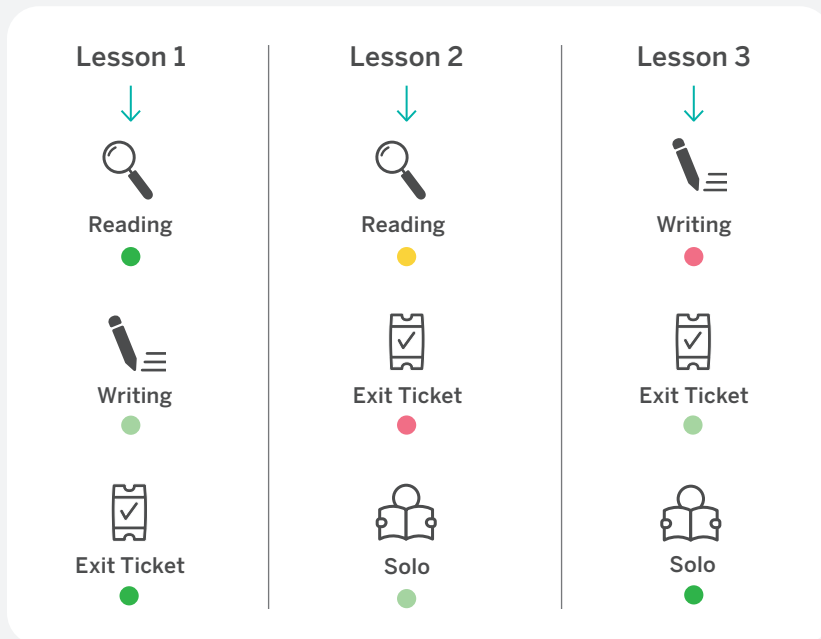 Lesson 1
Reading
Writing
Exit Ticket
Lesson 2
Reading
Exit Ticket
Solo
Lesson 3
Writing
Exit Ticket
Solo